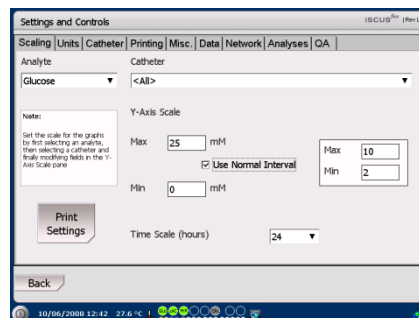 Settings and Controls
ISCUS flex | Rev
Scaling Units Catheter Printing Misc. Data Network Analyses QA
Analyte
Catheter
Glucose
<All>
Note:
Set the scale for the graphs
by first selecting an analyte,
then selecting a catheter and
finally modifying fields in the Y-
Axis Scale pane
Y-Axis Scale
Max 25 mM
Use Normal Interval
Min 0 mM
Max 10
Min 2
Print
Settings
Time Scale (hours) 24
Back
10/06/2008 12:42 27.6 °C